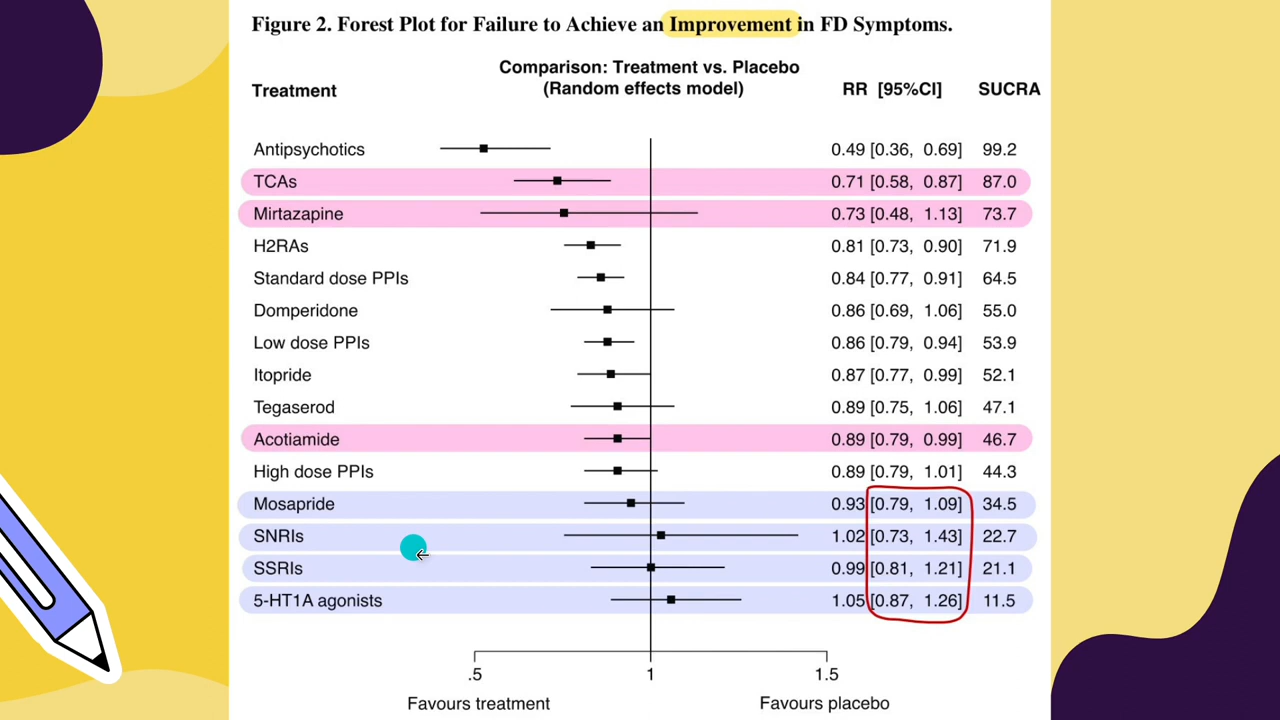 Figure 2. Forest Plot for Failure to Achieve an Improvement in FD Symptoms.
Comparison: Treatment vs. Placebo
Treatment (Random effects model) RR [95%CI] SUCRA
Antipsychotics 0.49 [0.36, 0.69] 99.2
TCAs 0.71 [0.58, 0.87] 87.0
Mirtazapine 0.73 [0.48, 1.13] 73.7
H2RAs 0.81 [0.73, 0.90] 71.9
Standard dose PPIs 0.84 [0.77, 0.91] 64.5
Domperidone 0.86 [0.69, 1.06] 55.0
Low dose PPIs 0.86 [0.79, 0.94] 53.9
Itopride 0.87 [0.77, 0.99] 52.1
Tegaserod 0.89 [0.75, 1.06] 47.1
Acotiamide 0.89 [0.79, 0.99] 46.7
High dose PPIs 0.89 [0.79, 1.01] 44.3
Mosapride 0.93 [0.79, 1.09] 34.5
SNRIs 1.02 [0.73, 1.43] 22.7
SSRIs 0.99 [0.81, 1.21] 21.1
5-HT1A agonists 1.05 [0.87, 1.26] 11.5
.5 1 1.5
Favours treatment Favours placebo